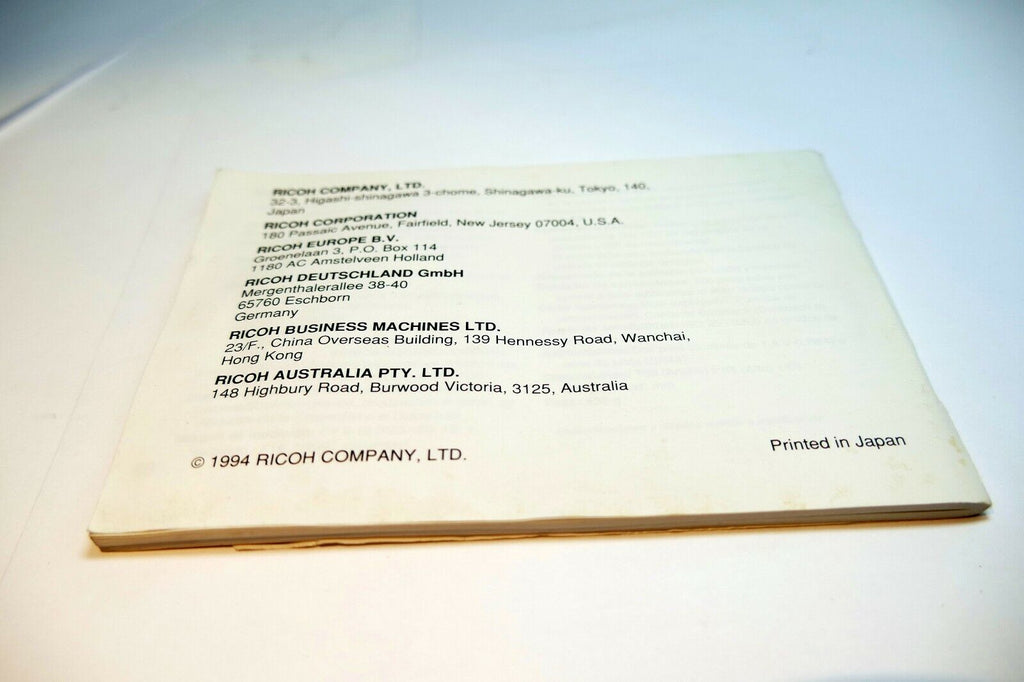 RICOH COMPANY, LTD.
32-3, Higashi-shinagawa 3-chome, Shinagawa-ku, Tokyo, 140,
Japan
RICOH CORPORATION
180 Passaic Avenue, Fairfield, New Jersey 07004, U.S.A.
RICOH EUROPE B.V.
Groenelaan 3, P.O. Box 114
1180 AC Amstelveen Holland
RICOH DEUTSCHLAND GmbH
Mergenthalerallee 38-40
65760 Eschborn
Germany
RICOH BUSINESS MACHINES LTD.
23/F., China Overseas Building, 139 Hennessy Road, Wanchai,
Hong Kong
RICOH AUSTRALIA PTY. LTD.
148 Highbury Road, Burwood Victoria, 3125, Australia
© 1994 RICOH COMPANY, LTD.
Printed in Japan